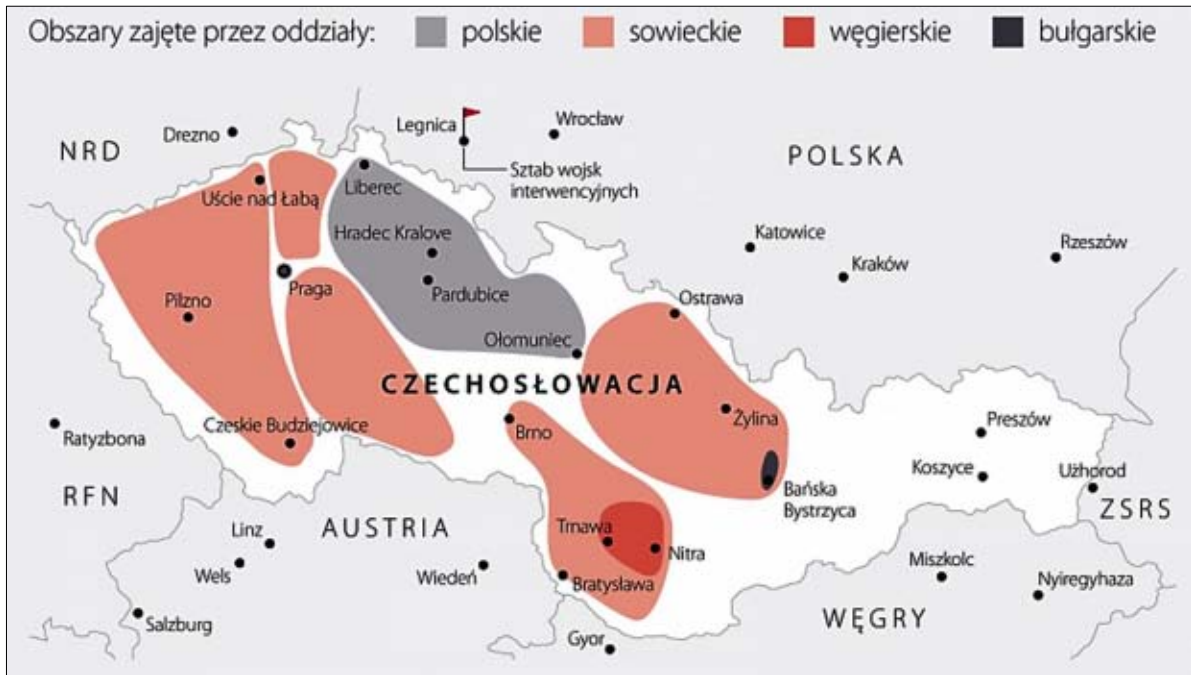 Obszary zajęte przez oddziały: polskie sowieckie węgierskie bułgarskie
NRD
Drezno
Legnica
Wrocław
POLSKA
Sztab wojsk
interwencyjnych
Uście nad Łabą
Liberec
Hradec Kralove
Katowice
Kraków
Rzeszów
Praga
Pardubice
Pilzno
Ostrawa
Ołomuniec
CZECHOSŁOWACJA
Żylina
Preszów
Ratyzbona
Czeskie Budziejowice
Brno
Koszyce
Użhorod
RFN
Bańska
Bystrzyca
ZSRS
AUSTRIA
Linz
Trnawa
Nitra
Wels
Wiedeń
Bratysława
Miszkolc
Nyiregyhaza
Salzburg
WĘGRY
Gyor